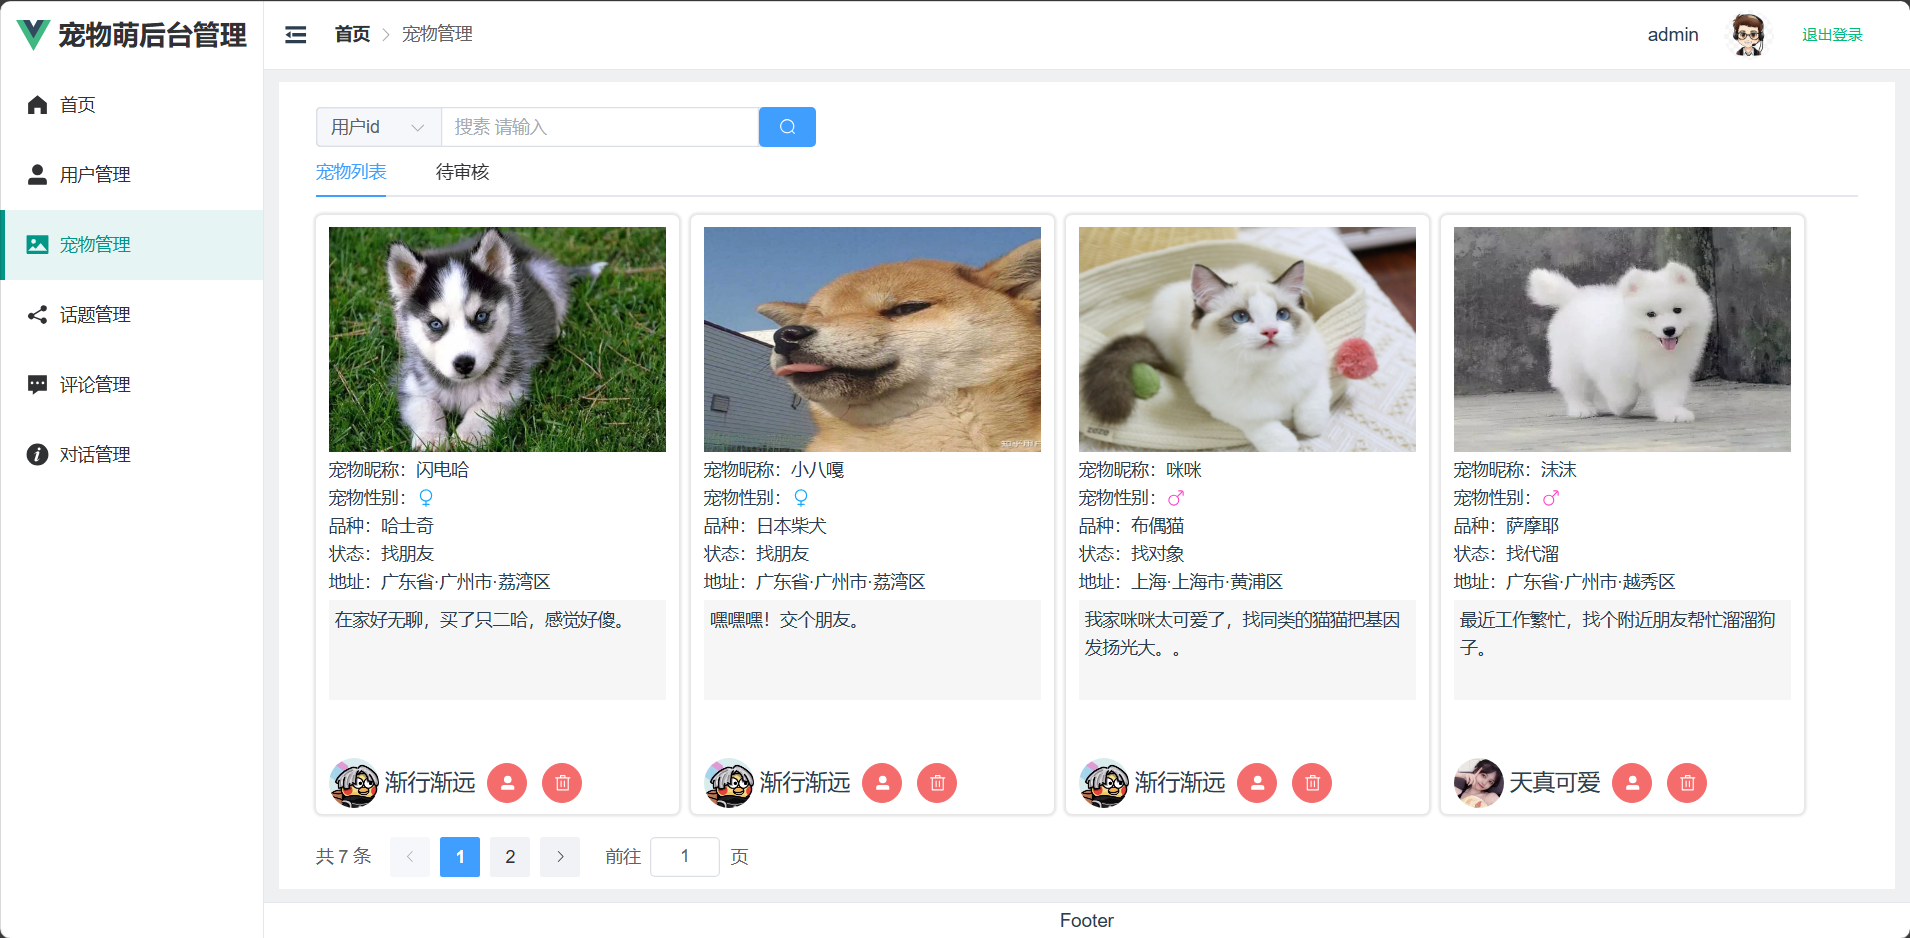 宠物萌后台管理
首页
宠物管理
admin
退出登录
首页
用户管理
宠物管理
话题管理
评论管理
对话管理
用户id
搜素 请输入
宠物列表
待审核
宠物昵称：闪电哈
宠物性别：♀
品种：哈士奇
状态：找朋友
地址：广东省·广州市·荔湾区
在家好无聊，买了只二哈，感觉好傻。
渐行渐远
宠物昵称：小八嘎
宠物性别：♀
品种：日本柴犬
状态：找朋友
地址：广东省·广州市·荔湾区
嘿嘿嘿！交个朋友。
渐行渐远
2020
宠物昵称：咪咪
宠物性别：♂
品种：布偶猫
状态：找对象
地址：上海·上海市·黄浦区
我家咪咪太可爱了，找同类的猫猫把基因
发扬光大。。
渐行渐远
宠物昵称：沫沫
宠物性别：♂
品种：萨摩耶
状态：找代溜
地址：广东省·广州市·越秀区
最近工作繁忙，找个附近朋友帮忙溜溜狗
子。
天真可爱
共 7 条
1
2
前往
1
页
Footer